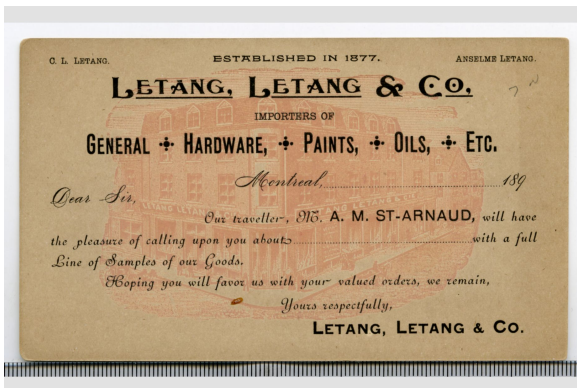 C. L. LETANG. ESTABLISHED IN 1877. ANSELME LETANG.
LETANG, LETANG & CO.
IMPORTERS OF
GENERAL ⁘ HARDWARE, ⁘ PAINTS, ⁘ OILS, ⁘ ETC.
Montreal, 189
Dear Sir,
Our traveller, M. A. M. ST-ARNAUD, will have
the pleasure of calling upon you about with a full
Line of Samples of our Goods.
Hoping you will favor us with your valued orders, we remain,
Yours respectfully,
LETANG, LETANG & CO.